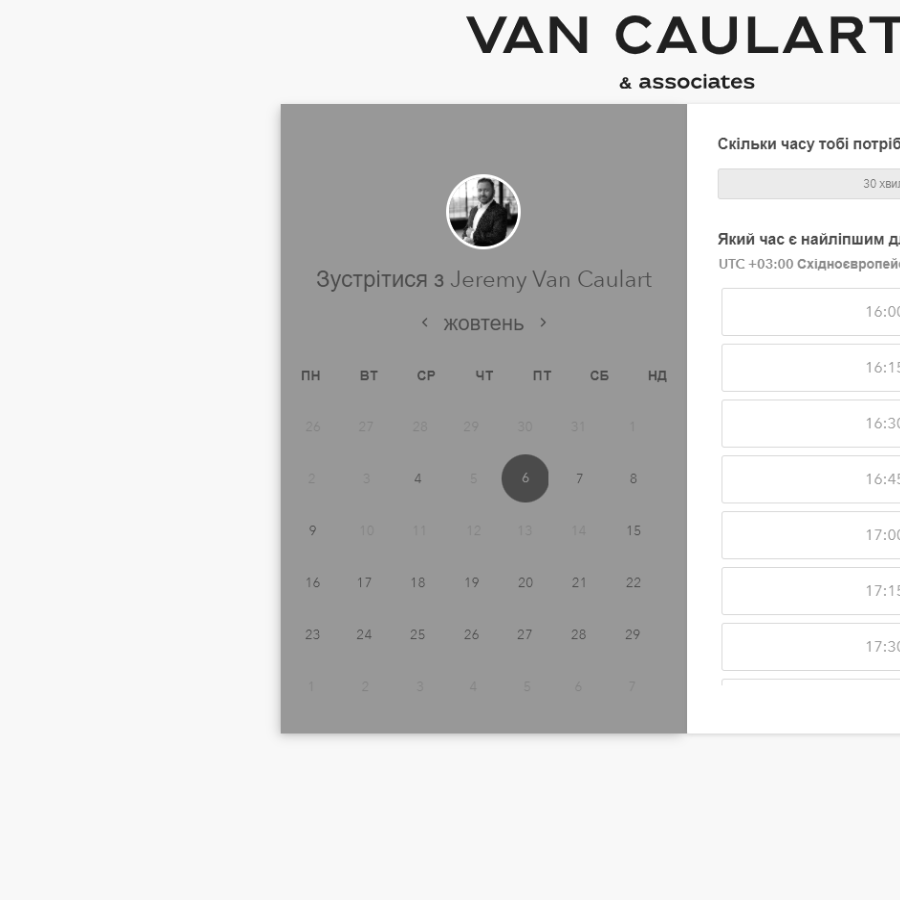 VAN CAULART
& associates
Зустрітися з Jeremy Van Caulart
жовтень
ПН ВТ СР ЧТ ПТ СБ НД
26 27 28 29 30 31 1
2 3 4 5 6 7 8
9 10 11 12 13 14 15
16 17 18 19 20 21 22
23 24 25 26 27 28 29
1 2 3 4 5 6 7
Скільки часу тобі потріб
30 хви
Який час є найліпшим д
UTC +03:00 Східноєвропей
16:00
16:15
16:30
16:45
17:00
17:15
17:30